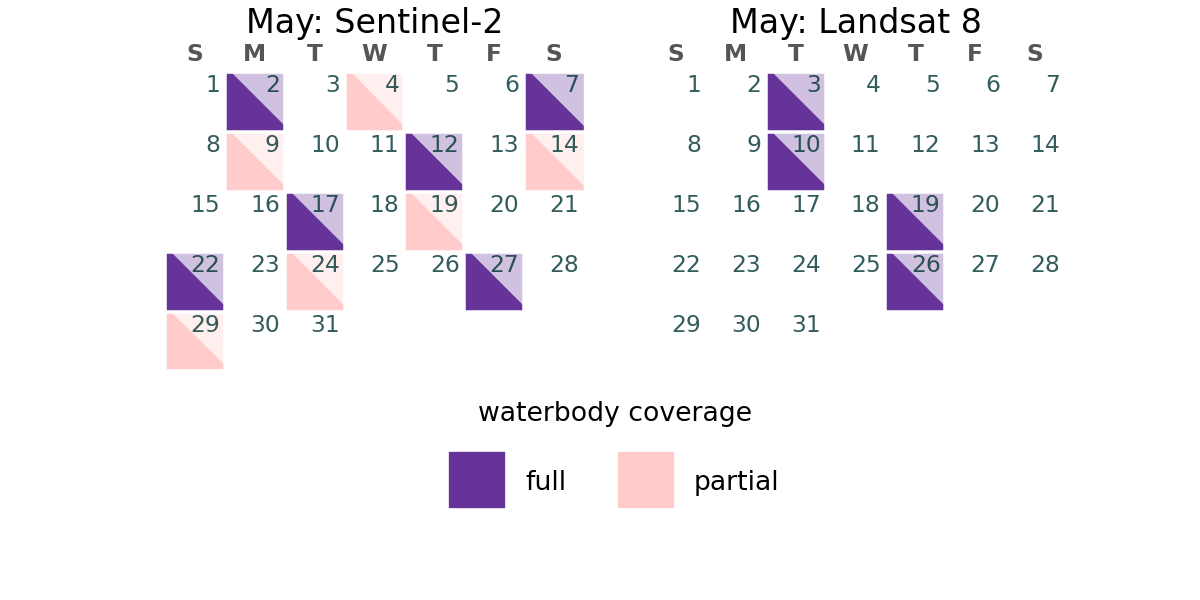 May: Sentinel-2
S M T W T F S
1 2 3 4 5 6 7
8 9 10 11 12 13 14
15 16 17 18 19 20 21
22 23 24 25 26 27 28
29 30 31
May: Landsat 8
S M T W T F S
1 2 3 4 5 6 7
8 9 10 11 12 13 14
15 16 17 18 19 20 21
22 23 24 25 26 27 28
29 30 31
waterbody coverage
full
partial